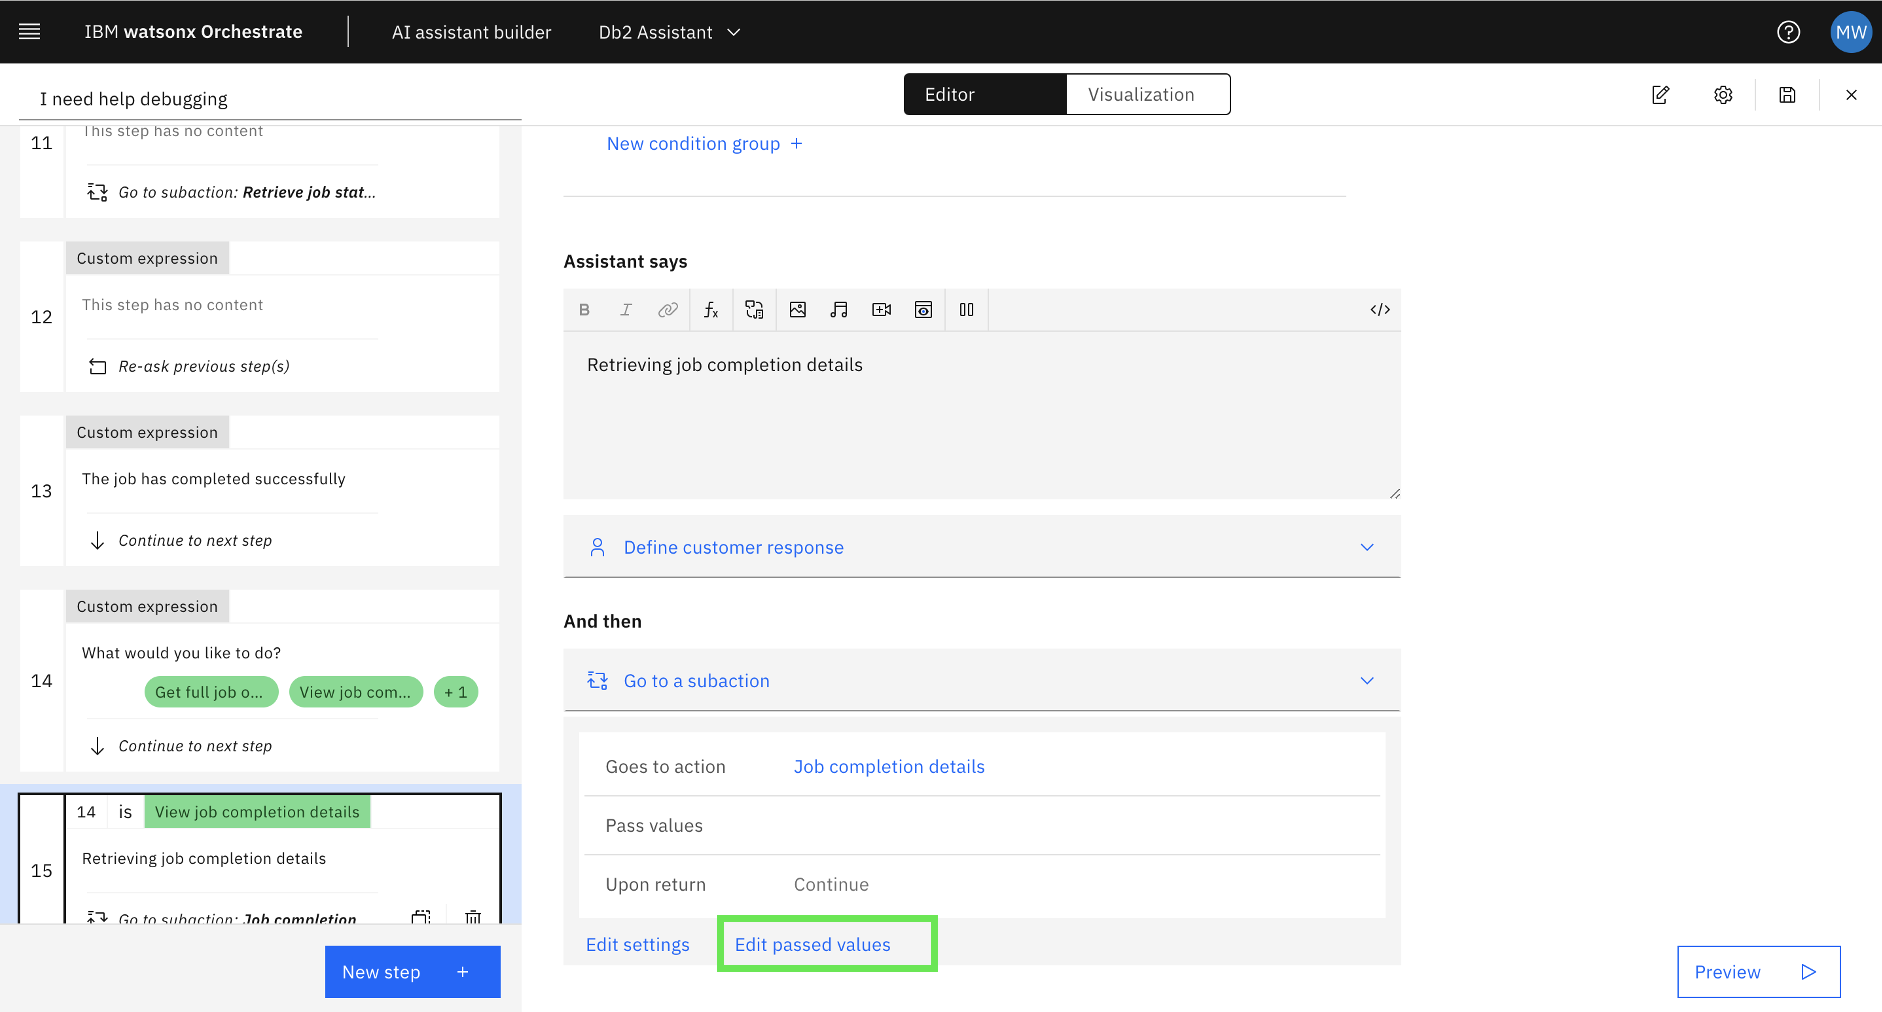 IBM watsonx Orchestrate
AI assistant builder
Db2 Assistant
MW
I need help debugging
Editor
Visualization
11
This step has no content
Go to subaction: Retrieve job stat...
12
Custom expression
This step has no content
Re-ask previous step(s)
13
Custom expression
The job has completed successfully
Continue to next step
14
Custom expression
What would you like to do?
Get full job o...
View job com...
+ 1
Continue to next step
15
14 is View job completion details
Retrieving job completion details
Go to subaction: Job completion
New step +
New condition group +
Assistant says
B I fx </>
Retrieving job completion details
Define customer response
And then
Go to a subaction
Goes to action Job completion details
Pass values
Upon return Continue
Edit settings
Edit passed values
Preview